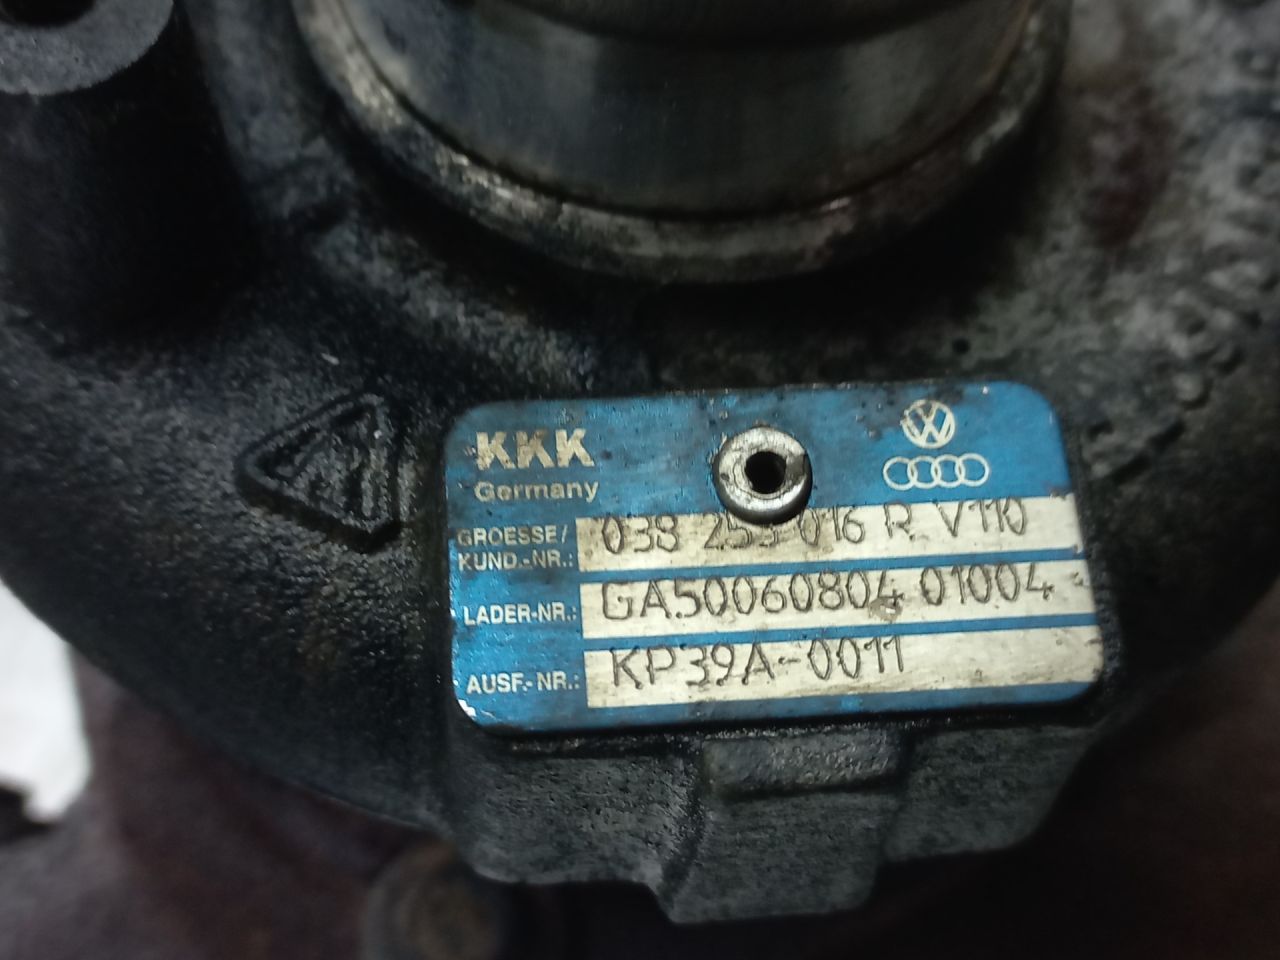 KKK
Germany
GROESSE/
KUND.-NR.: 038 253 016 R V110
LADER-NR.: GA50060804 01004
AUSF.-NR.: KP39A-0011